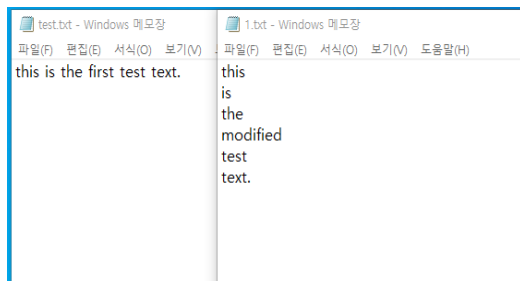 test.txt - Windows 메모장
파일(F) 편집(E) 서식(O) 보기(V)
this is the first test text.
1.txt - Windows 메모장
파일(F) 편집(E) 서식(O) 보기(V) 도움말(H)
this
is
the
modified
test
text.